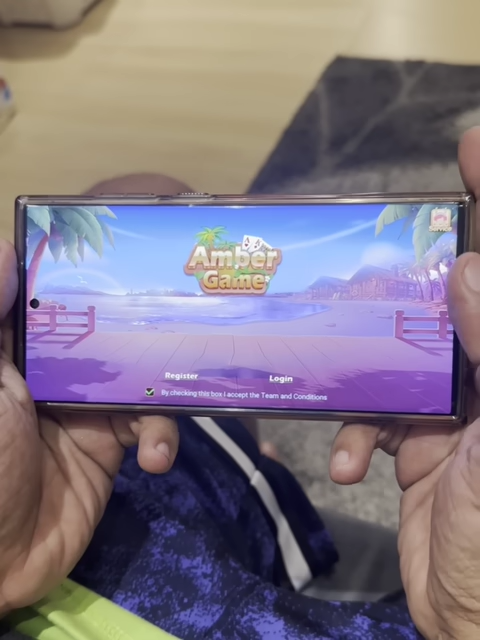 Amber
Game
Register
Login
By checking this box I accept the Team and Conditions